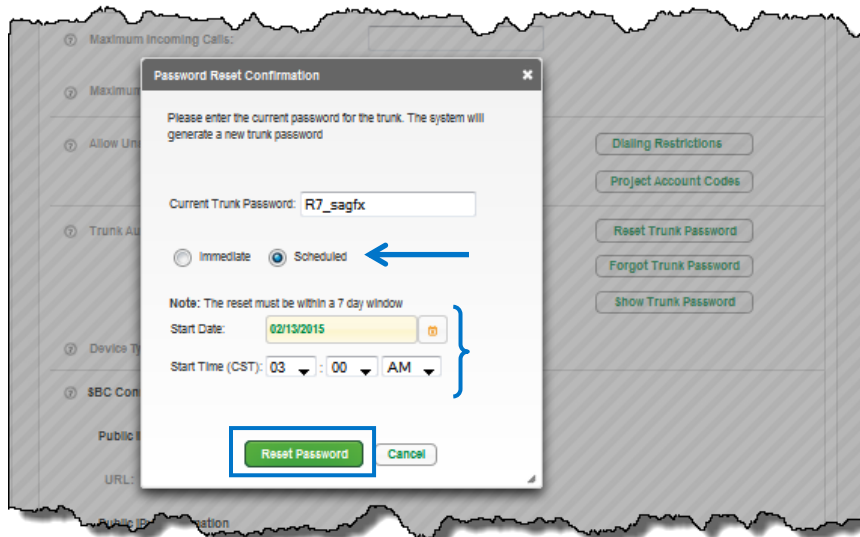 Maximum Incoming Calls:
Password Reset Confirmation
Maximum
Please enter the current password for the trunk. The system will
generate a new trunk password
Allow Un
Dialing Restrictions
Project Account Codes
Current Trunk Password: R7_sagfx
Trunk Au
Reset Trunk Password
Immediate Scheduled
Forgot Trunk Password
Note: The reset must be within a 7 day window
Show Trunk Password
Start Date: 02/13/2015
Device Ty
Start Time (CST): 03 : 00 AM
SBC Con
Public I
Reset Password Cancel
URL:
Public IP
mation